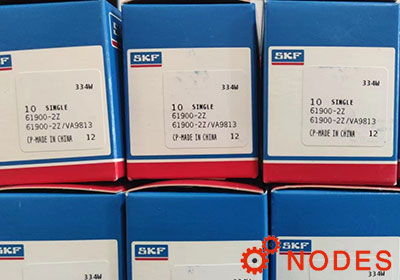 SKF
SKF
SKF
334W
10 SINGLE
61900-2Z
61900-2Z/VA9813
CP-MADE IN CHINA 12
334W
10 SINGLE
61900-2Z
61900-2Z/VA9813
CP-MADE IN CHINA 12
334W
10 SINGLE
61900-2Z
61900-2Z/VA9813
CP-MADE IN CHINA 12
SKF
SKF
SKF
334W
334W
334W
NODES